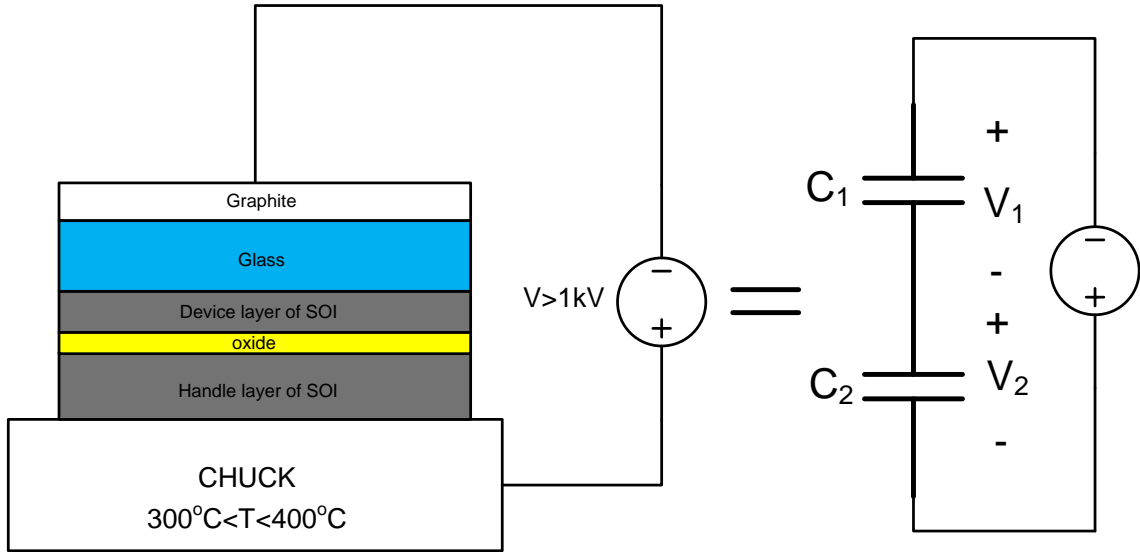 Graphite
Glass
Device layer of SOI
oxide
Handle layer of SOI
CHUCK
300°C<T<400°C
V>1kV
−
+
C₁
+
V₁
-
C₂
+
V₂
-
−
+